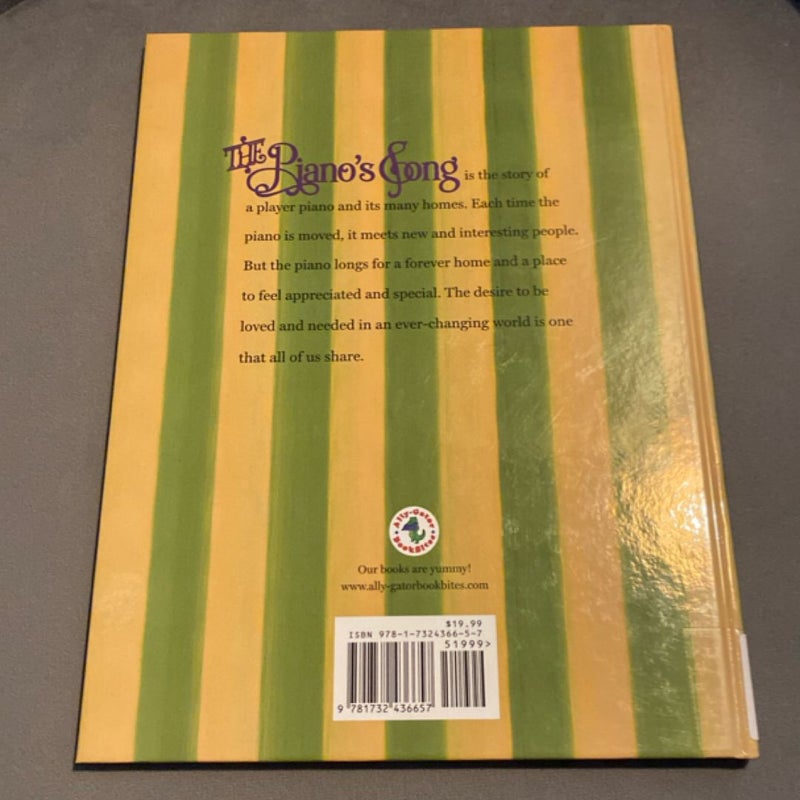 THE Piano's Song is the story of
a player piano and its many homes. Each time the
piano is moved, it meets new and interesting people.
But the piano longs for a forever home and a place
to feel appreciated and special. The desire to be
loved and needed in an ever-changing world is one
that all of us share.
Ally-Gator
BookBites
Our books are yummy!
www.ally-gatorbookbites.com
$19.99
ISBN 978-1-7324366-5-7
51999>
9 781732 436657